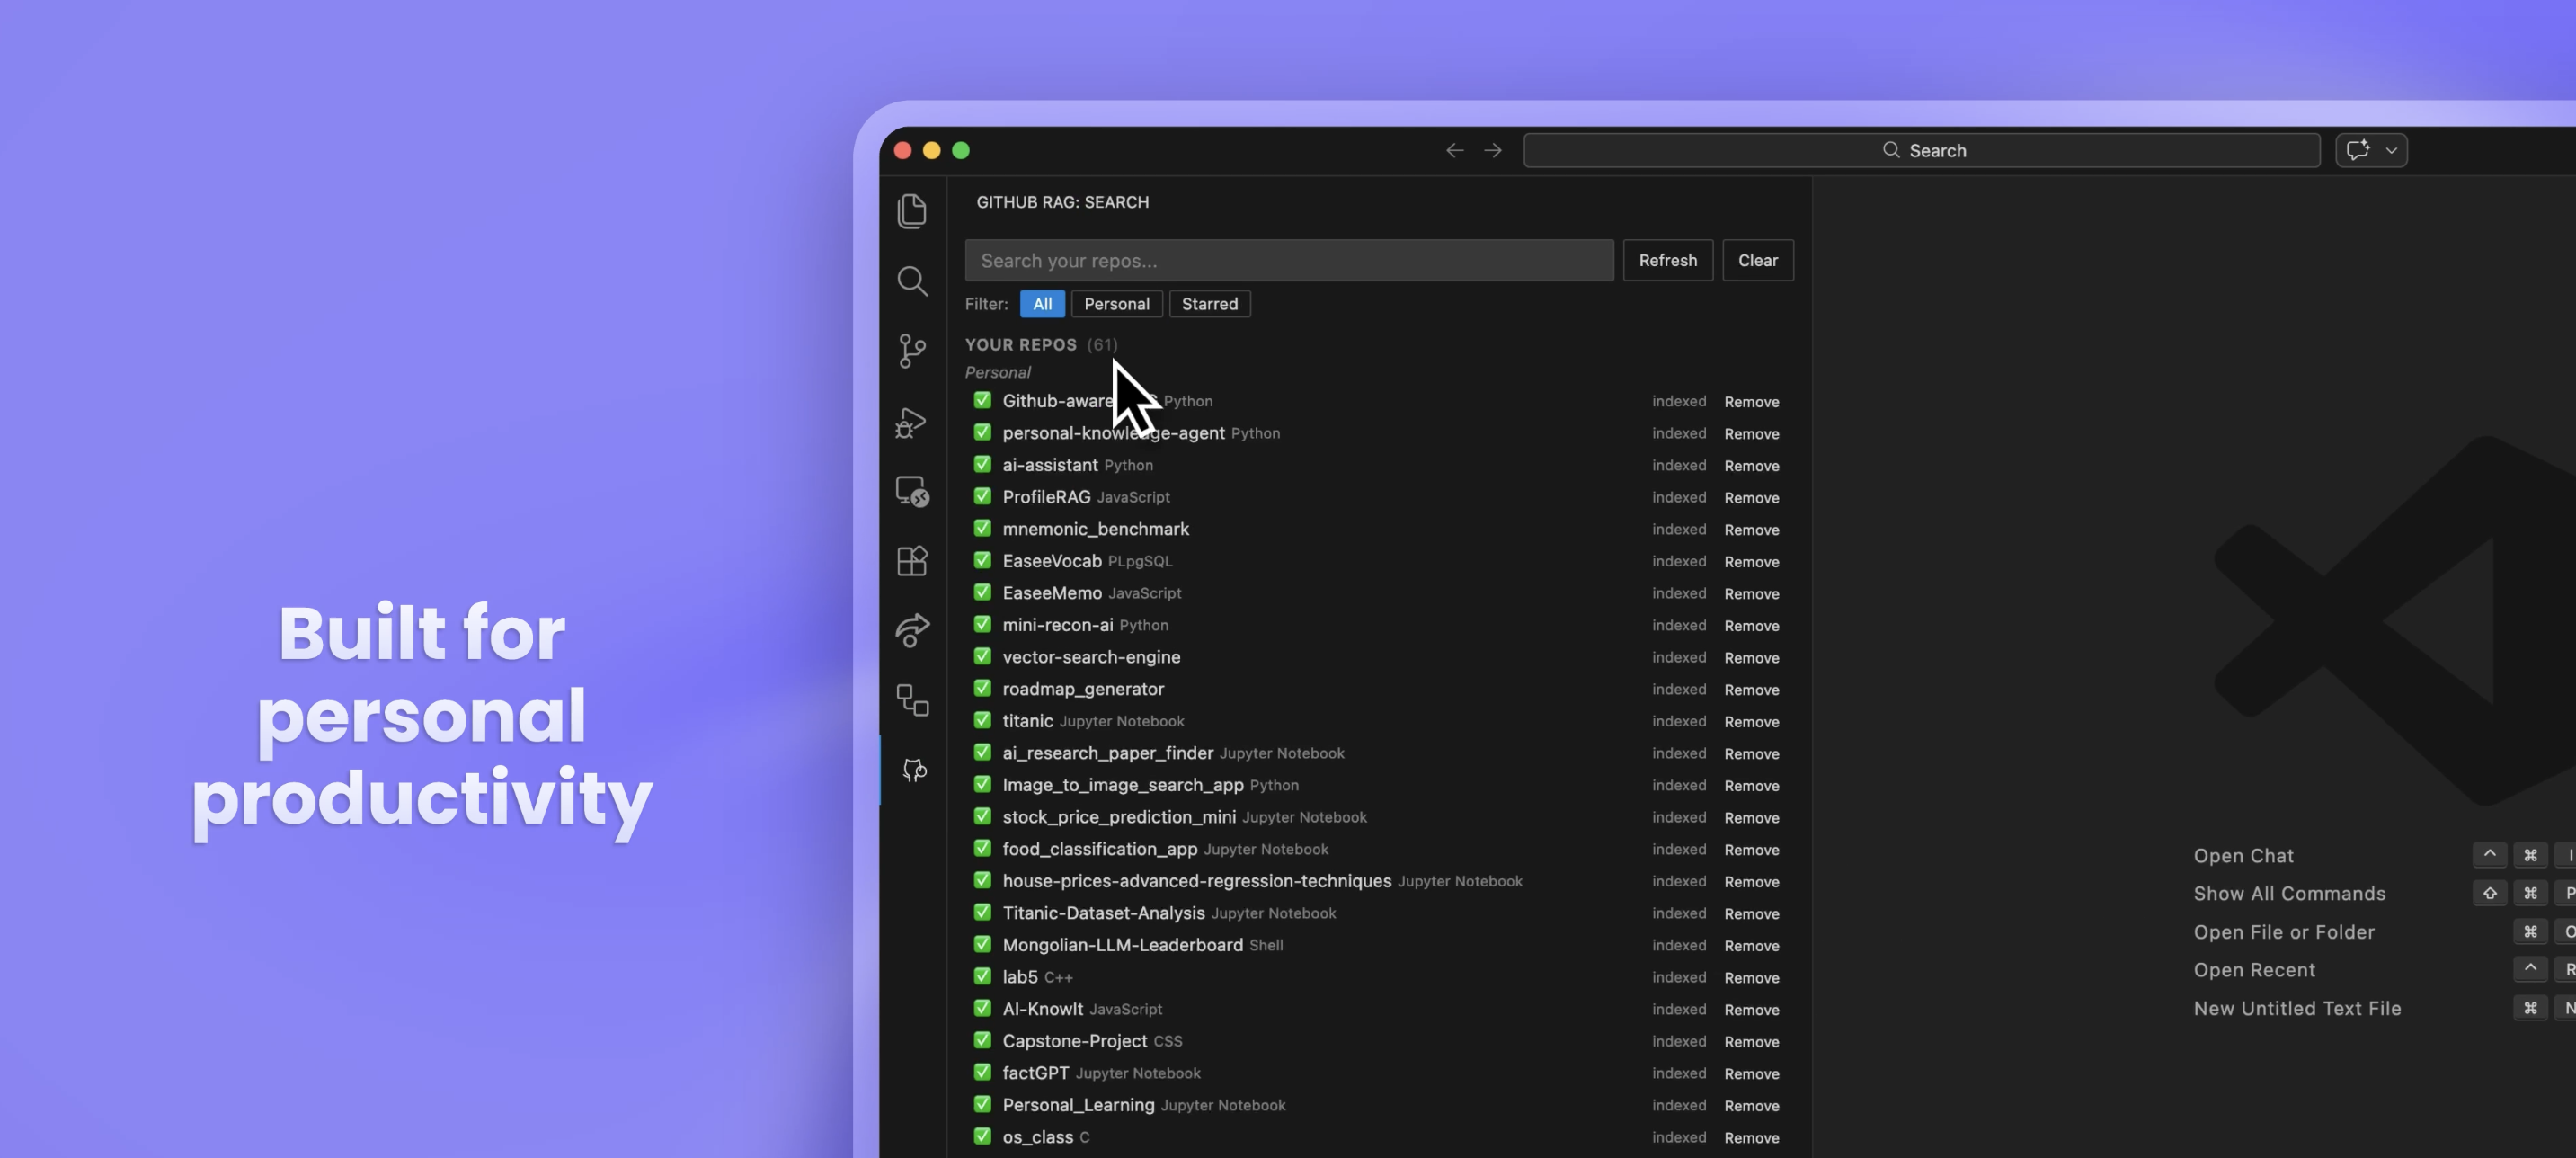 Built for
personal
productivity
Search
GITHUB RAG: SEARCH
Search your repos...
Refresh
Clear
Filter: All Personal Starred
YOUR REPOS (61)
Personal
Github-aware Python indexed Remove
personal-knowledge-agent Python indexed Remove
ai-assistant Python indexed Remove
ProfileRAG JavaScript indexed Remove
mnemonic_benchmark indexed Remove
EaseeVocab PLpgSQL indexed Remove
EaseeMemo JavaScript indexed Remove
mini-recon-ai Python indexed Remove
vector-search-engine indexed Remove
roadmap_generator indexed Remove
titanic Jupyter Notebook indexed Remove
ai_research_paper_finder Jupyter Notebook indexed Remove
Image_to_image_search_app Python indexed Remove
stock_price_prediction_mini Jupyter Notebook indexed Remove
food_classification_app Jupyter Notebook indexed Remove
house-prices-advanced-regression-techniques Jupyter Notebook indexed Remove
Titanic-Dataset-Analysis Jupyter Notebook indexed Remove
Mongolian-LLM-Leaderboard Shell indexed Remove
lab5 C++ indexed Remove
AI-KnowIt JavaScript indexed Remove
Capstone-Project CSS indexed Remove
factGPT Jupyter Notebook indexed Remove
Personal_Learning Jupyter Notebook indexed Remove
os_class C indexed Remove
Open Chat ^ ⌘ I
Show All Commands ⇧ ⌘ P
Open File or Folder ⌘ O
Open Recent ^ R
New Untitled Text File ⌘ N